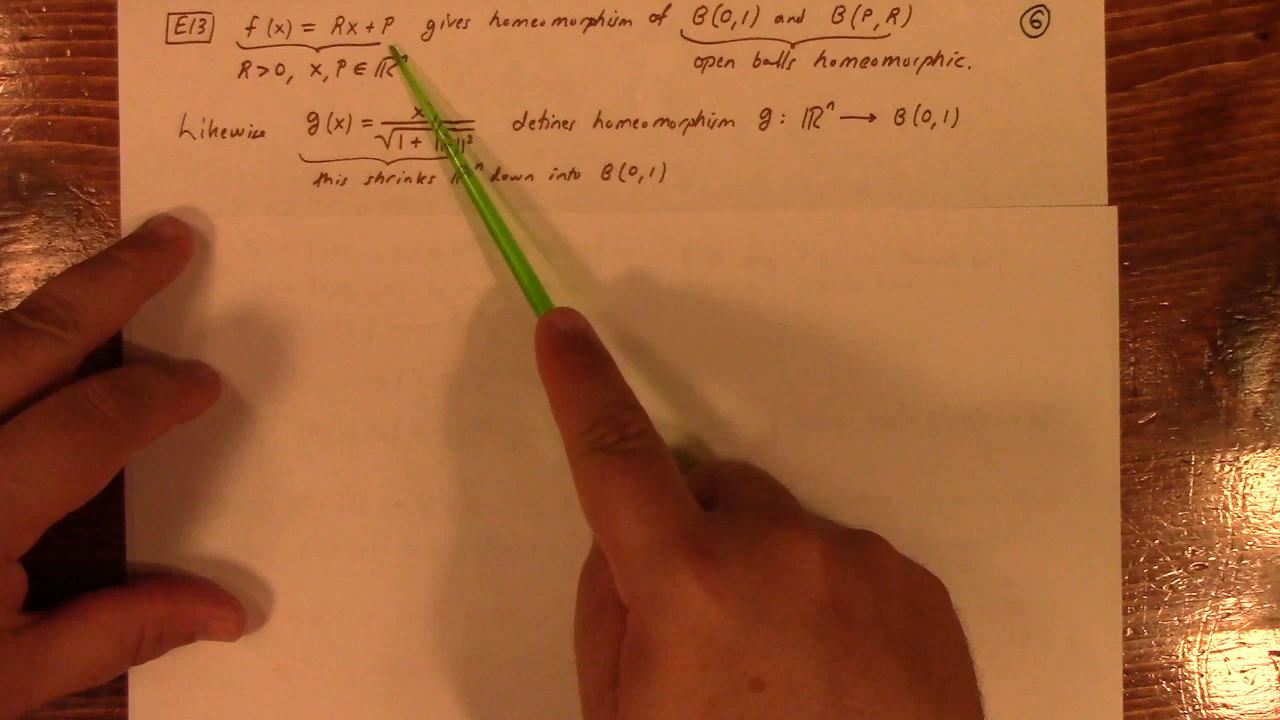 E13 f(x) = Rx + P gives homeomorphism of B(0,1) and B(P,R) 6
R > 0, x, P ∈ ℝⁿ open balls homeomorphic.
Likewise g(x) = x / √(1 + ||x||²) defines homeomorphism g : ℝⁿ → B(0,1)
this shrinks ℝⁿ down into B(0,1)